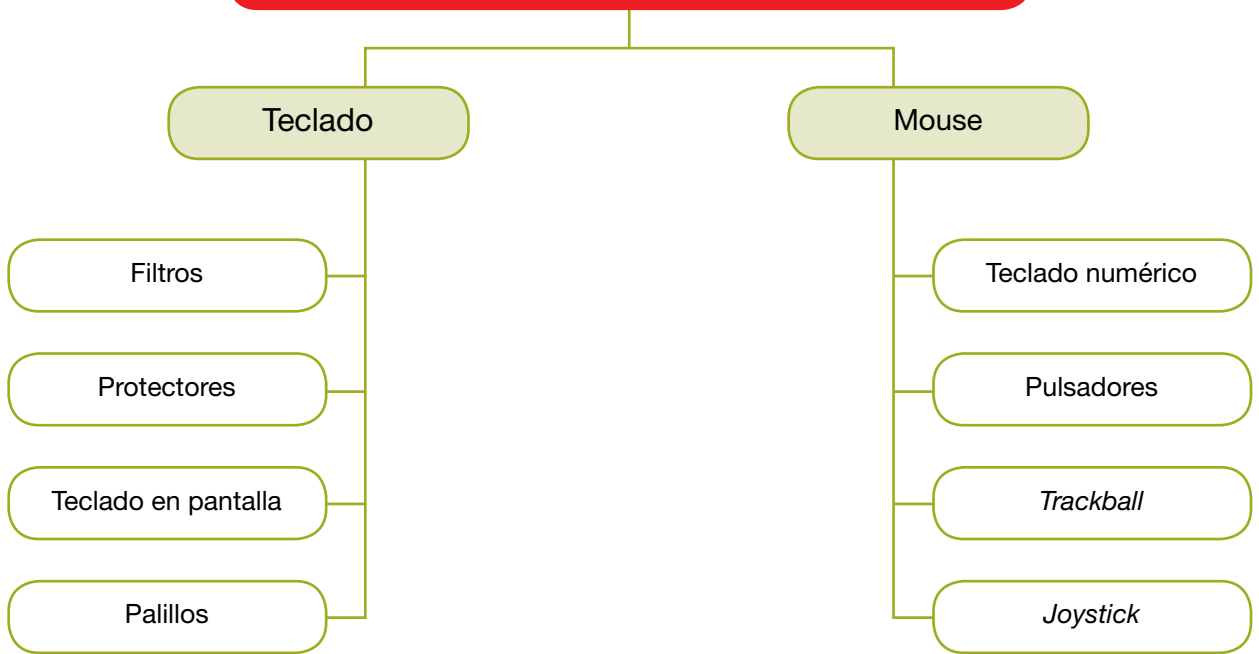 Teclado
Filtros
Protectores
Teclado en pantalla
Palillos
Mouse
Teclado numérico
Pulsadores
Trackball
Joystick